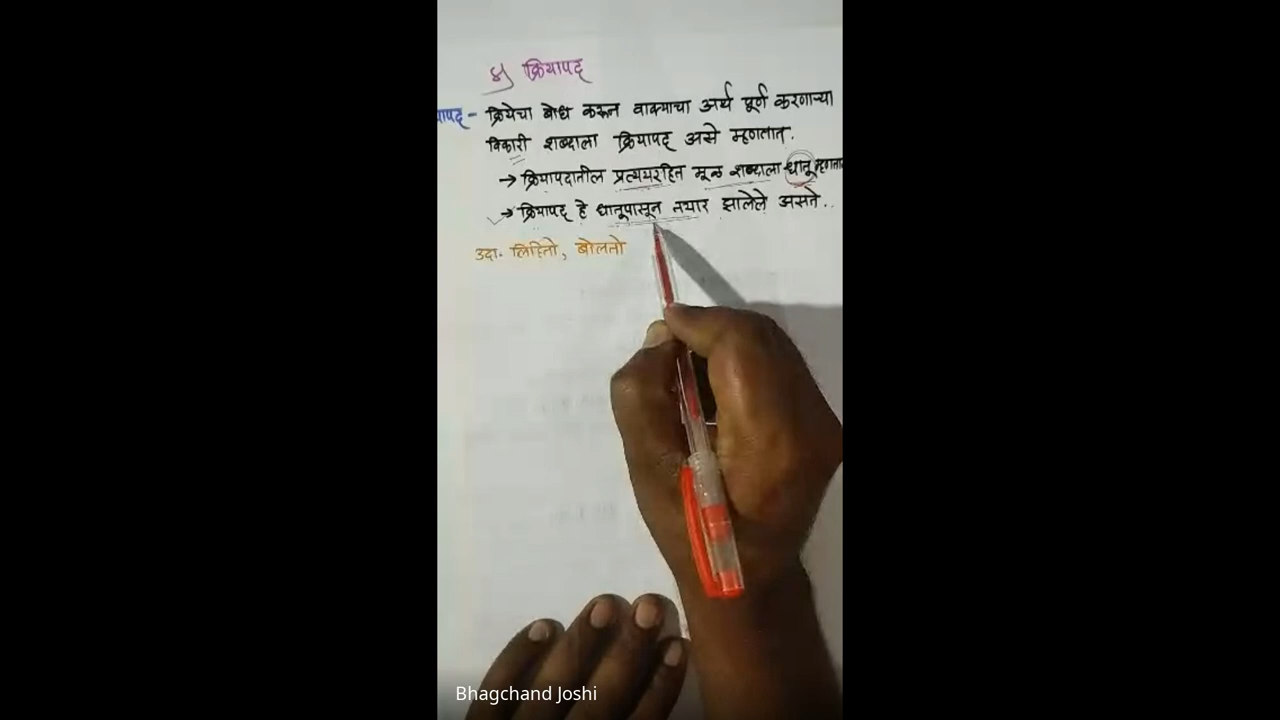 ४) क्रियापद
यापद - क्रियेचा बोध करून वाक्याचा अर्थ पूर्ण करणाऱ्या
विकारी शब्दाला क्रियापद असे म्हणतात.
→ क्रियापदातील प्रत्ययरहित मूळ शब्दाला धातू म्हणतात
→ क्रियापद हे धातूपासून तयार झालेले असते..
उदा. लिहितो, बोलतो
Bhagchand Joshi